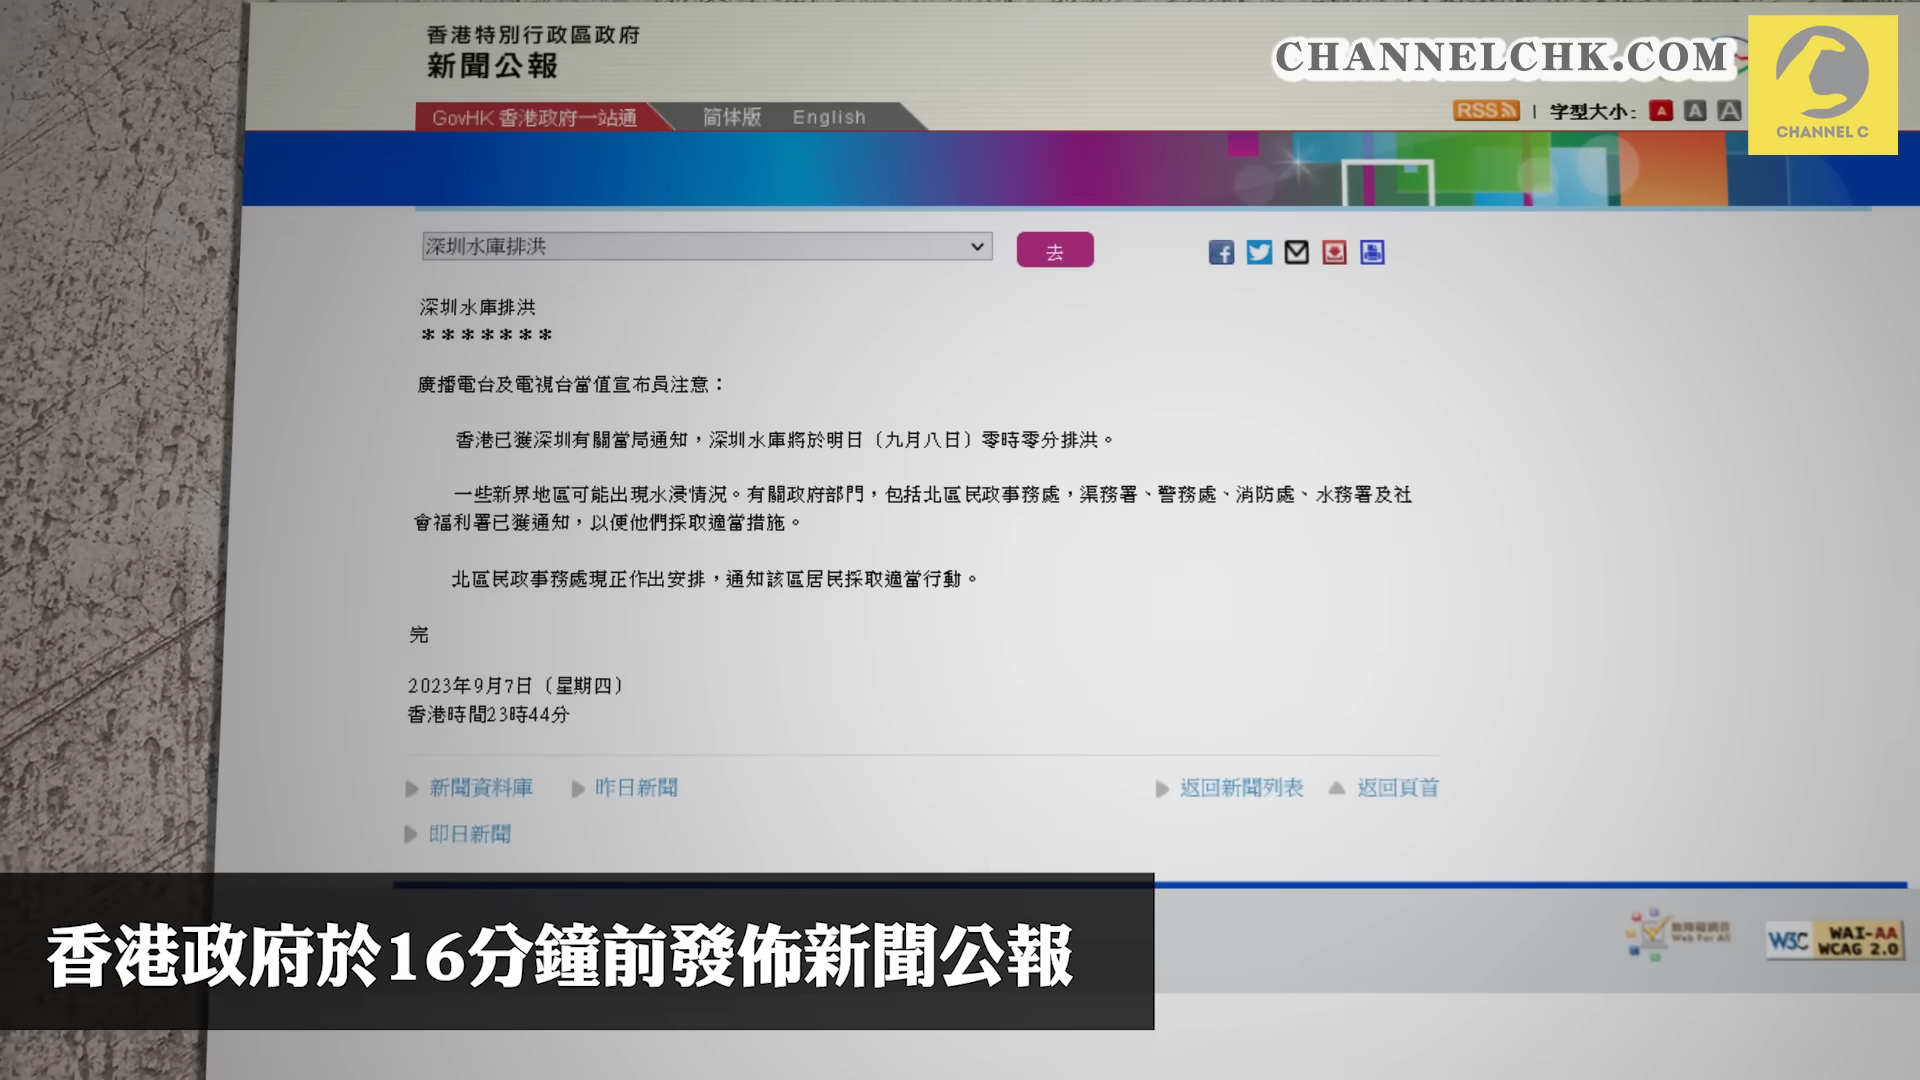 香港特別行政區政府
新聞公報
CHANNELCHK.COM
CHANNEL C
GovHK 香港政府一站通 简体版 English
RSS | 字型大小: A A A
深圳水庫排洪 去
深圳水庫排洪
*******
廣播電台及電視台當值宣布員注意：
香港已獲深圳有關當局通知，深圳水庫將於明日（九月八日）零時零分排洪。
一些新界地區可能出現水浸情況。有關政府部門，包括北區民政事務處，渠務署、警務處、消防處、水務署及社
會福利署已獲通知，以便他們採取適當措施。
北區民政事務處現正作出安排，通知該區居民採取適當行動。
完
2023年9月7日（星期四）
香港時間23時44分
新聞資料庫 昨日新聞 返回新聞列表 返回頁首
即日新聞
Web For All
W3C WAI-AA
WCAG 2.0
香港政府於16分鐘前發佈新聞公報